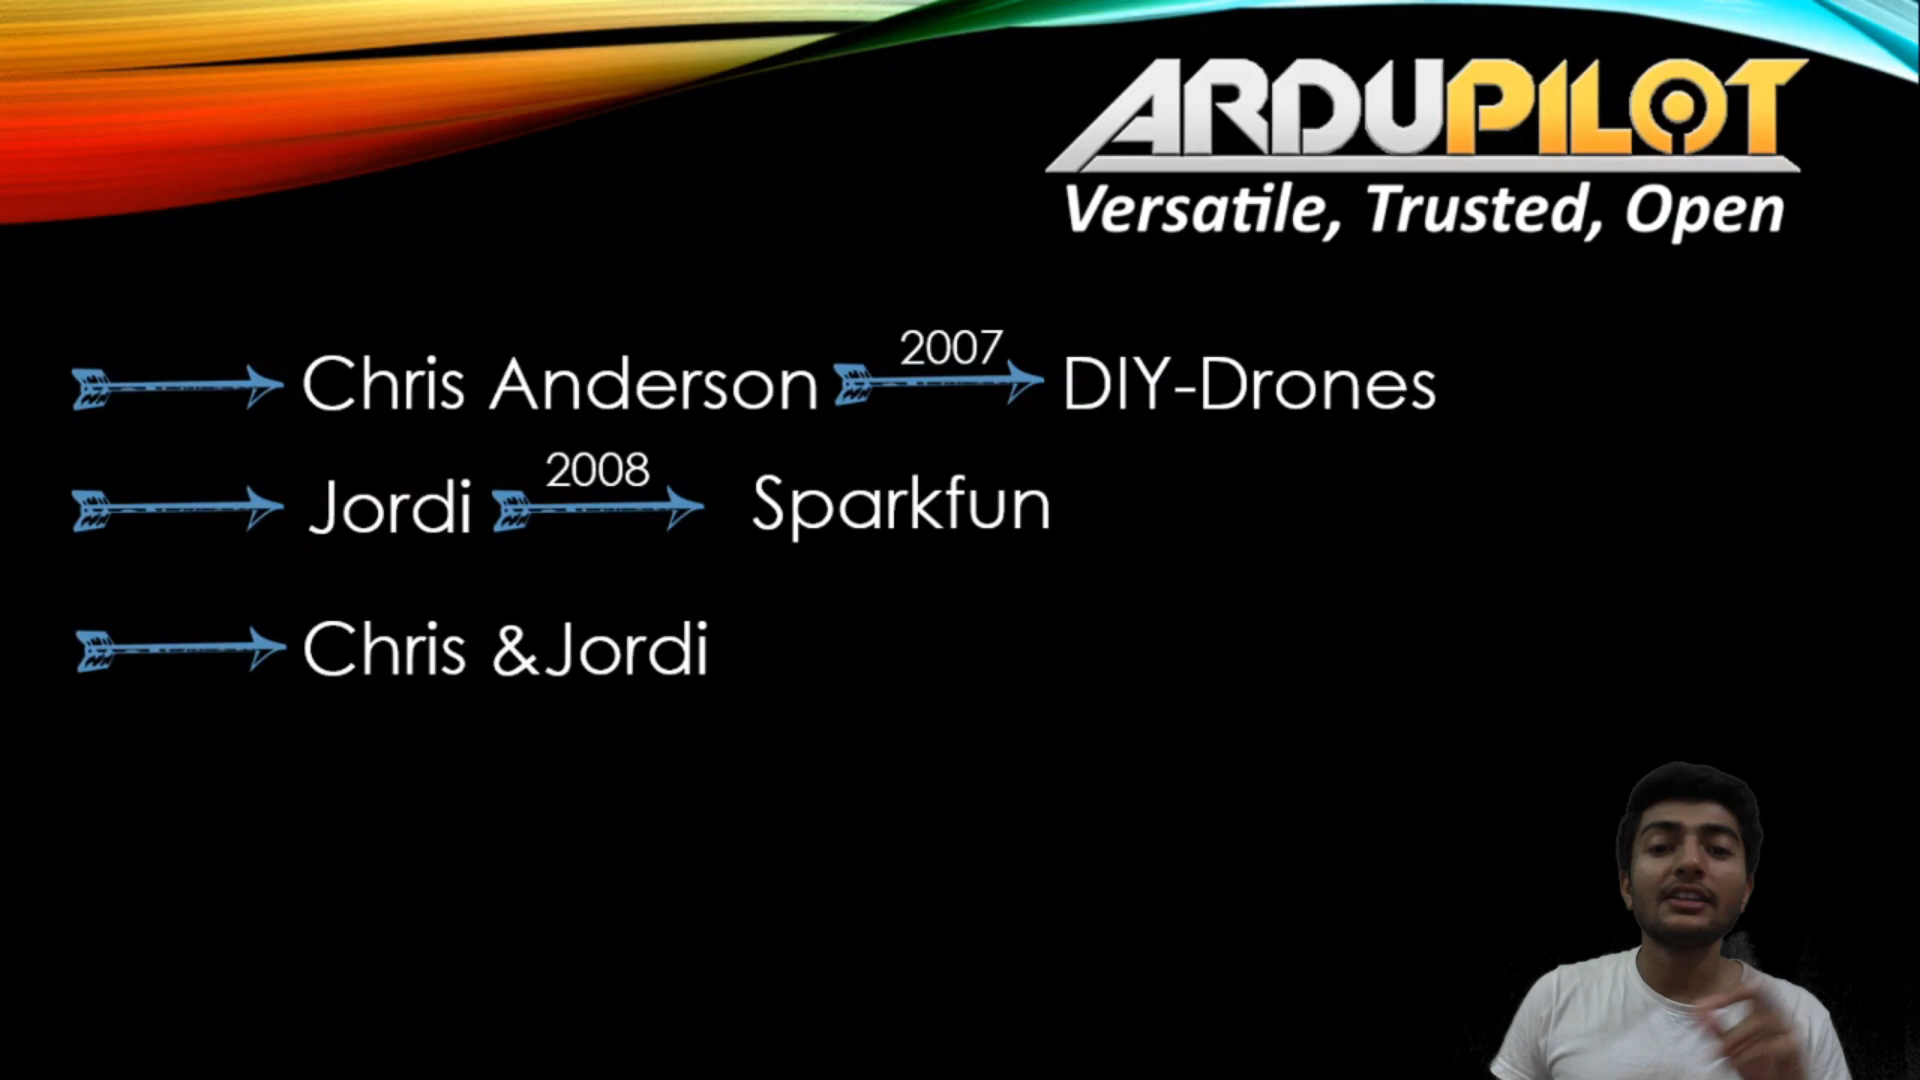 ARDUPILOT
Versatile, Trusted, Open
2007
Chris Anderson DIY-Drones
2008
Jordi Sparkfun
Chris &Jordi